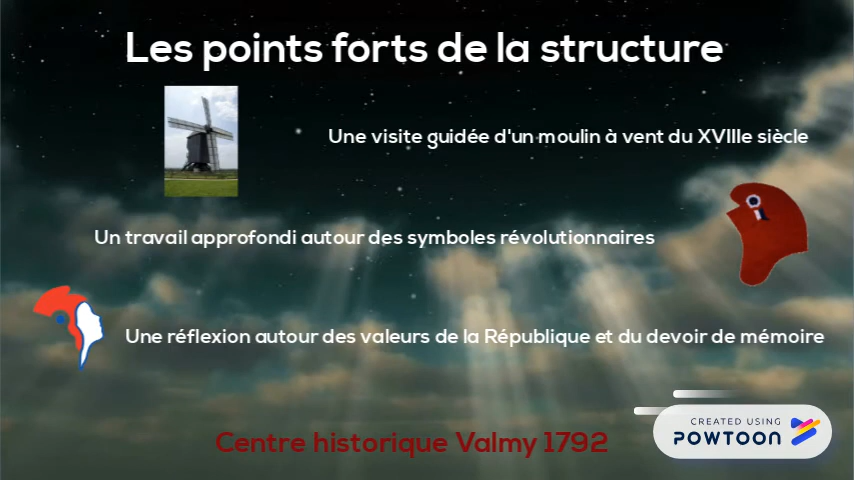 Les points forts de la structure
Une visite guidée d'un moulin à vent du XVIIIe siècle
Un travail approfondi autour des symboles révolutionnaires
Une réflexion autour des valeurs de la République et du devoir de mémoire
Centre historique Valmy 1792
CREATED USING
POWTOON